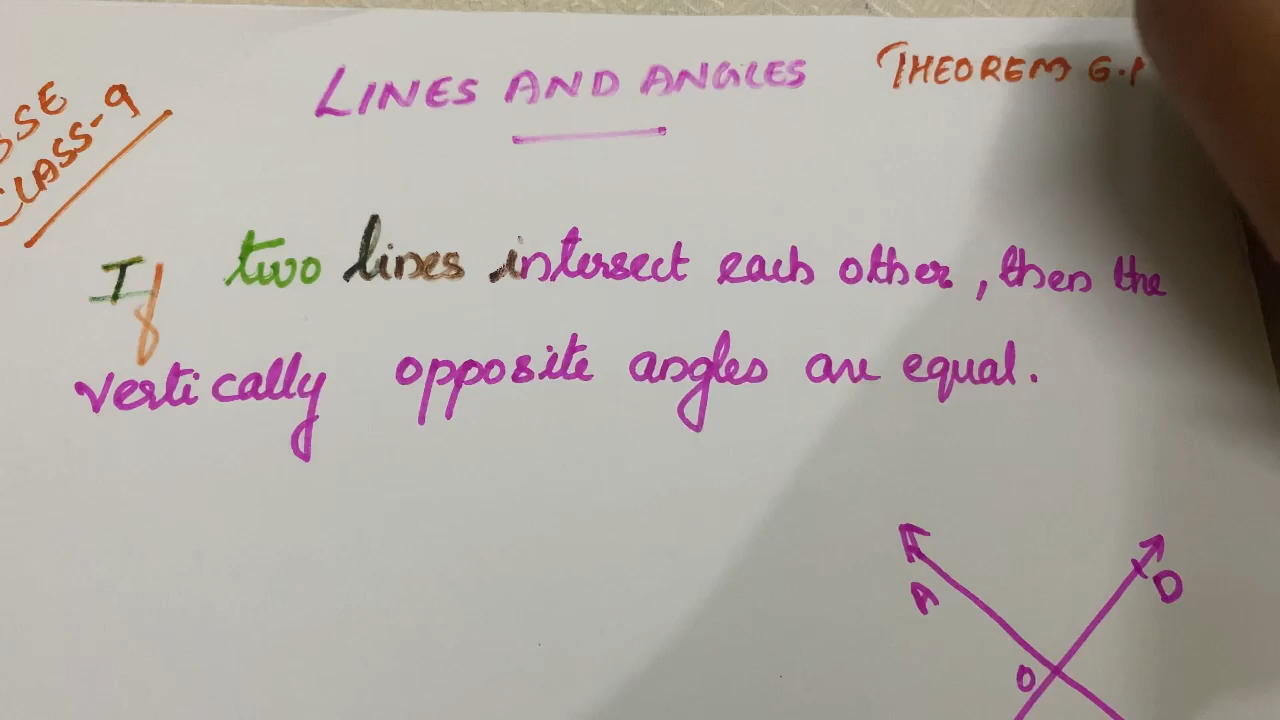 LINES AND ANGLES THEOREM 6.1
CLASS-9
If two lines intersect each other, then the
vertically opposite angles are equal.
A
D
O